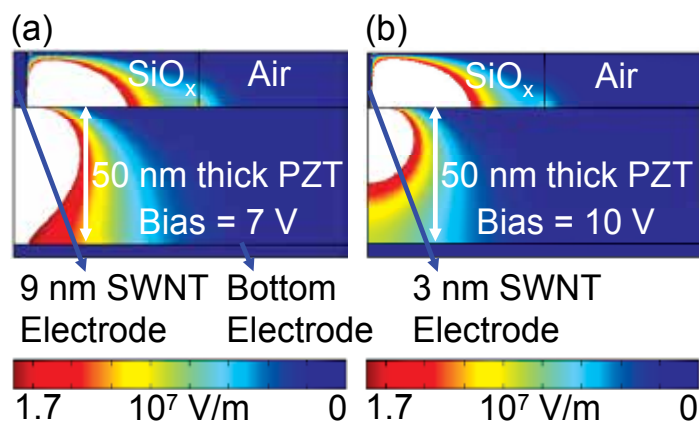 (a)
SiOx Air
50 nm thick PZT
Bias = 7 V
9 nm SWNT Electrode
Bottom Electrode
1.7 10⁷ V/m 0
(b)
SiOx Air
50 nm thick PZT
Bias = 10 V
3 nm SWNT
Electrode
1.7 10⁷ V/m 0